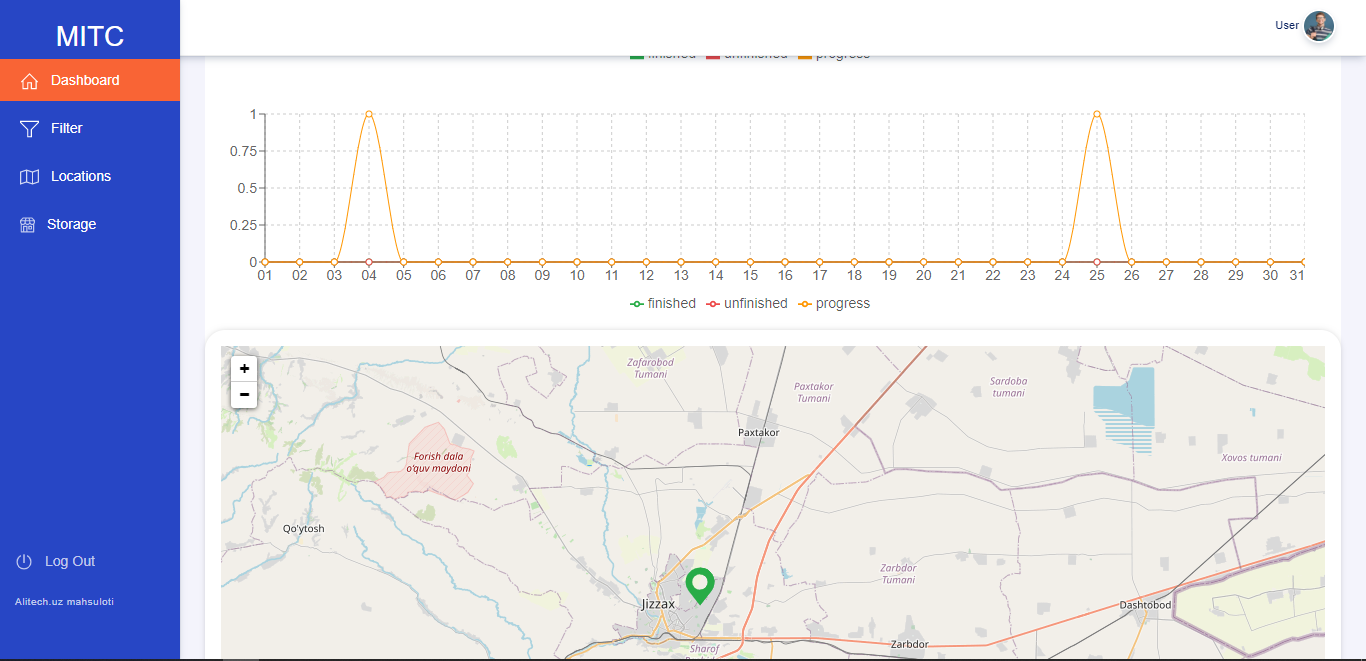 MITC
User
Dashboard
Filter
Locations
Storage
Log Out
Alitech.uz mahsuloti
finished unfinished progress
1
0.75
0.5
0.25
0
01 02 03 04 05 06 07 08 09 10 11 12 13 14 15 16 17 18 19 20 21 22 23 24 25 26 27 28 29 30 31
finished unfinished progress
+
−
Zafarobod
Tumani
Paxtakor
Tumani
Sardoba
tumani
Paxtakor
Forish dala
o'quv maydoni
Xovos tumani
Qo'ytosh
Zarbdor
Tumani
Jizzax
Dashtobod
Zarbdor
Sharof